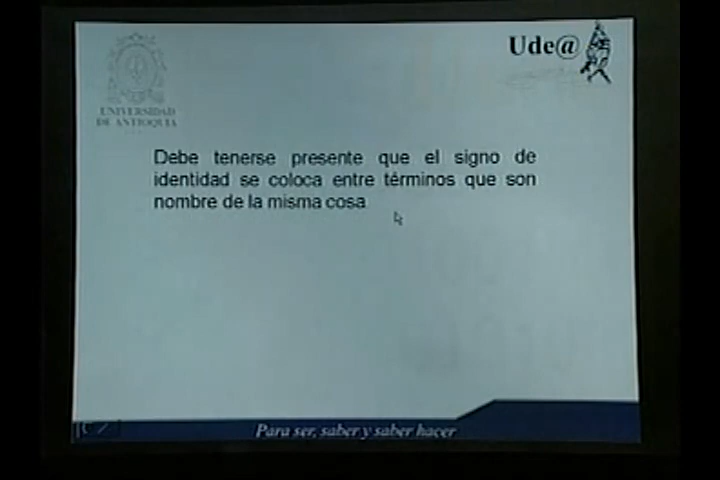 Ude@
UNIVERSIDAD
DE ANTIOQUIA
Debe tenerse presente que el signo de
identidad se coloca entre términos que son
nombre de la misma cosa
Para ser, saber y saber hacer